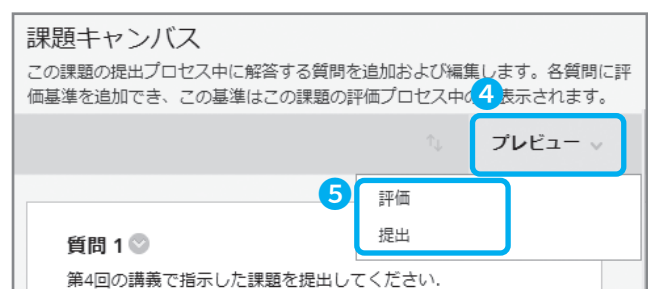 課題キャンバス
この課題の提出プロセス中に解答する質問を追加および編集します。各質問に評
価基準を追加でき、この基準はこの課題の評価プロセス中の 表示されます。
4
プレビュー
5
評価
提出
質問 1
第4回の講義で指示した課題を提出してください.